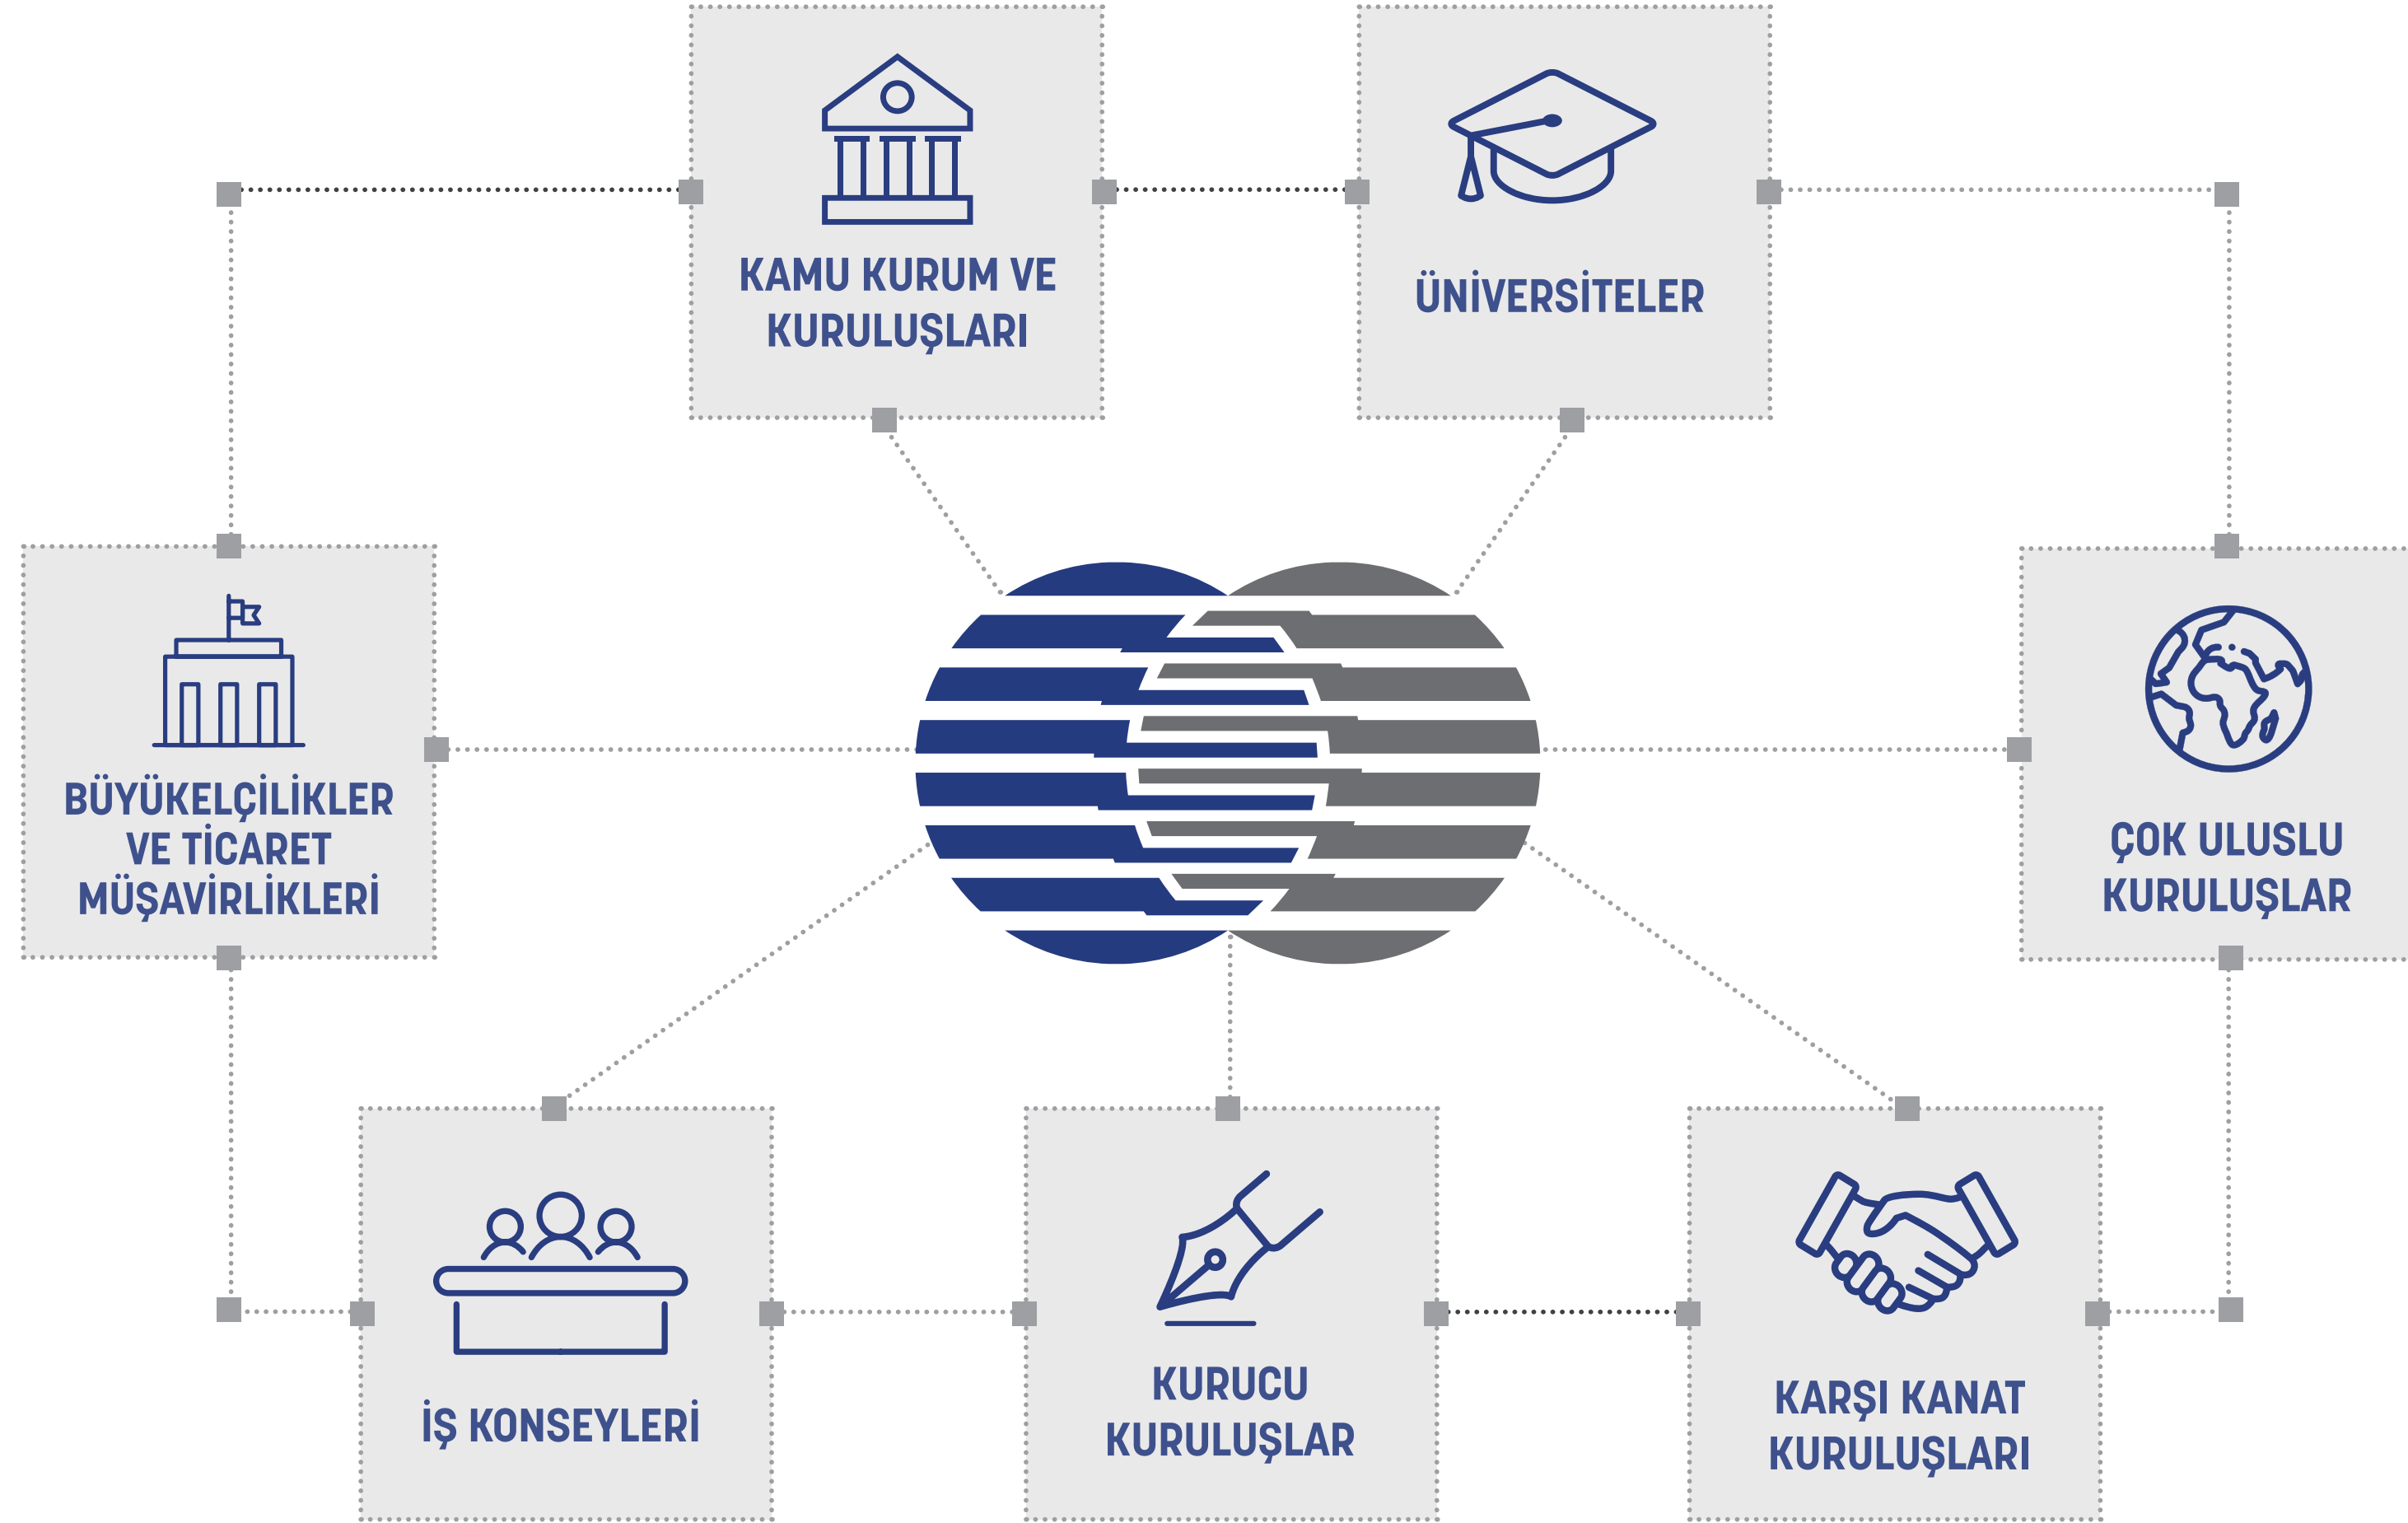 KAMU KURUM VE
KURULUŞLARI
ÜNİVERSİTELER
BÜYÜKELÇİLİKLER
VE TİCARET
MÜŞAVİRLİKLERİ
ÇOK ULUSLU
KURULUŞLAR
İŞ KONSEYLERİ
KURUCU
KURULUŞLAR
KARŞI KANAT
KURULUŞLARI